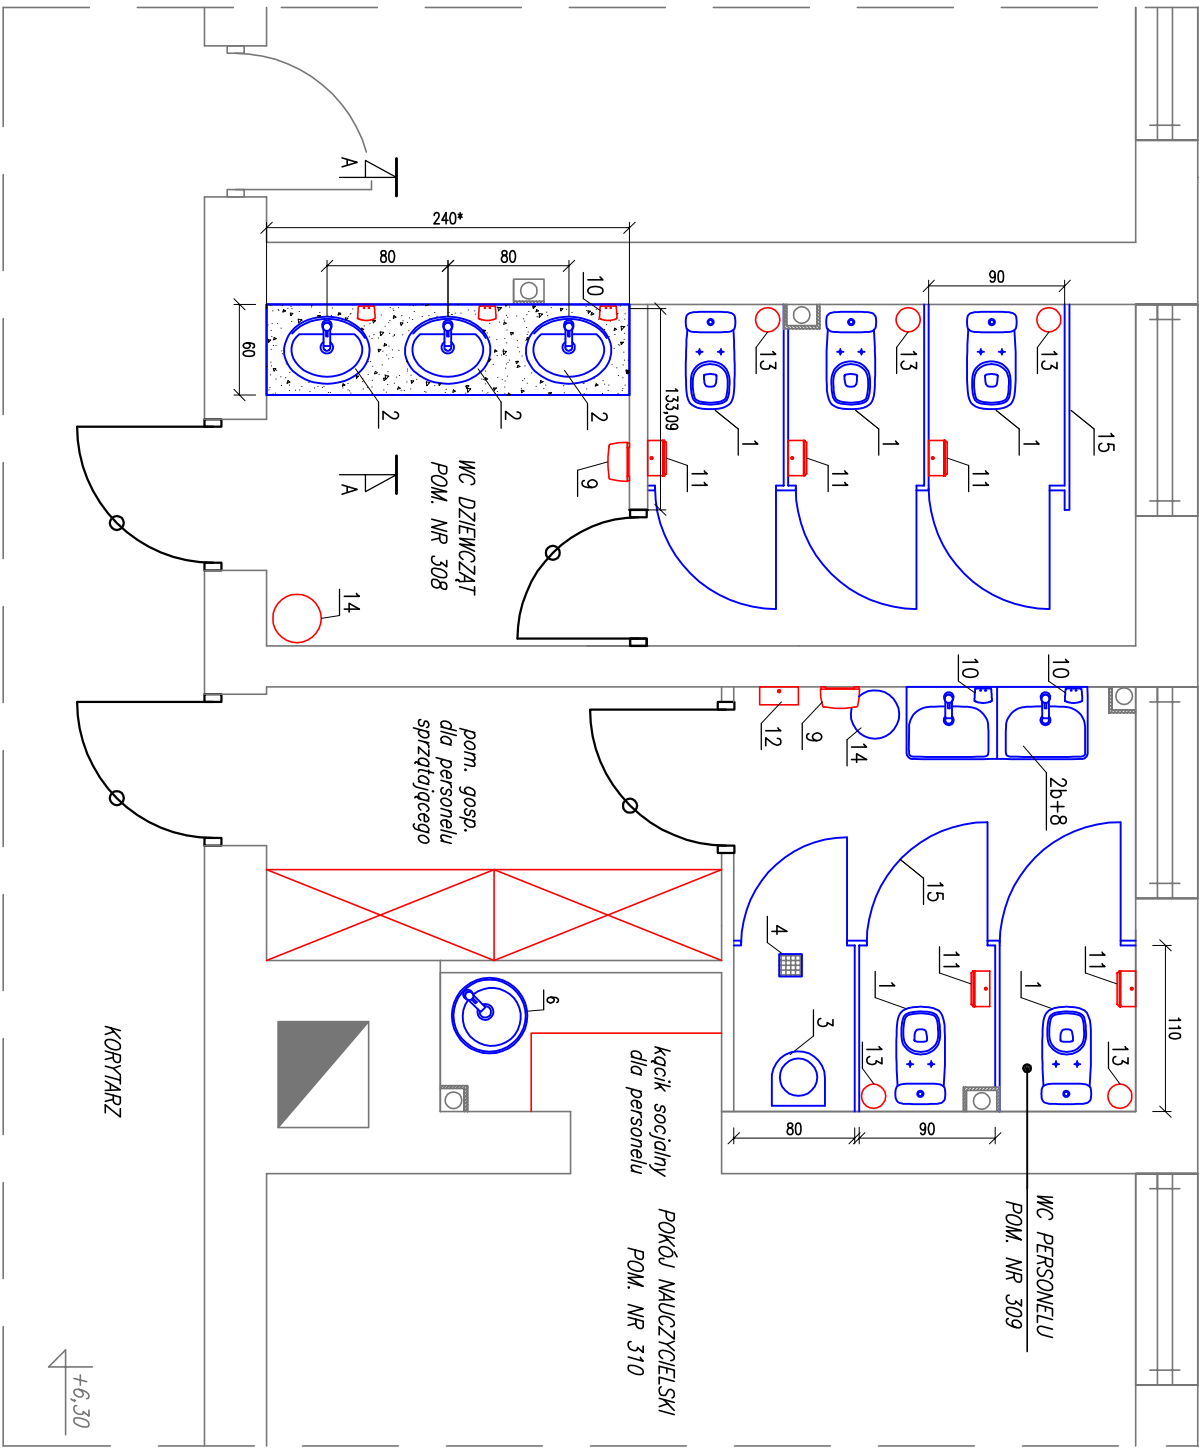 A
A
240*
80
80
60
133,09
90
10
2
2
2
9
11
11
11
1
1
1
13
13
13
15
14
WC DZIEWCZĄT
POM. NR 308
10
10
2b+8
14
9
12
15
11
11
1
1
13
13
4
3
110
90
80
WC PERSONELU
POM. NR 309
pom. gosp.
dla personelu
sprzątającego
6
kącik socjalny
dla personelu
POKÓJ NAUCZYCIELSKI
POM. NR 310
KORYTARZ
+6,30